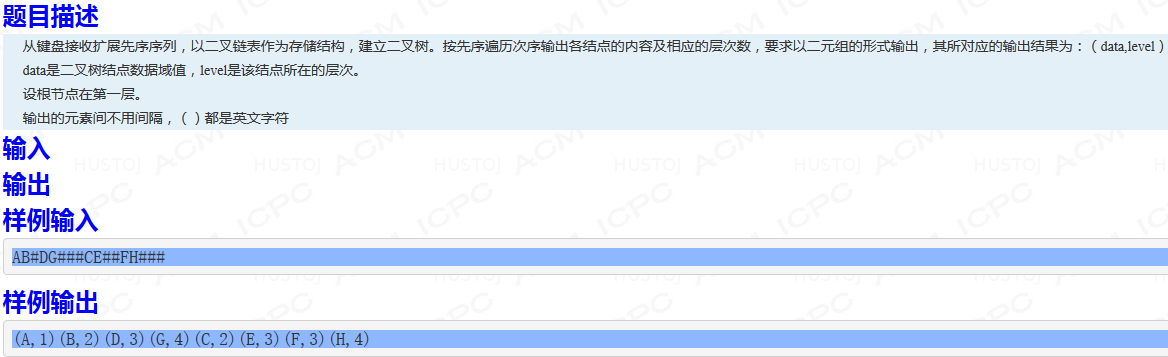 题目描述
从键盘接收扩展先序序列，以二叉链表作为存储结构，建立二叉树。按先序遍历次序输出各结点的内容及相应的层次数，要求以二元组的形式输出，其所对应的输出结果为：（data,level）
data是二叉树结点数据域值，level是该结点所在的层次。
设根节点在第一层。
输出的元素间不用间隔，（ ）都是英文字符
输入
输出
样例输入
AB#DG###CE##FH###
样例输出
(A,1)(B,2)(D,3)(G,4)(C,2)(E,3)(F,3)(H,4)